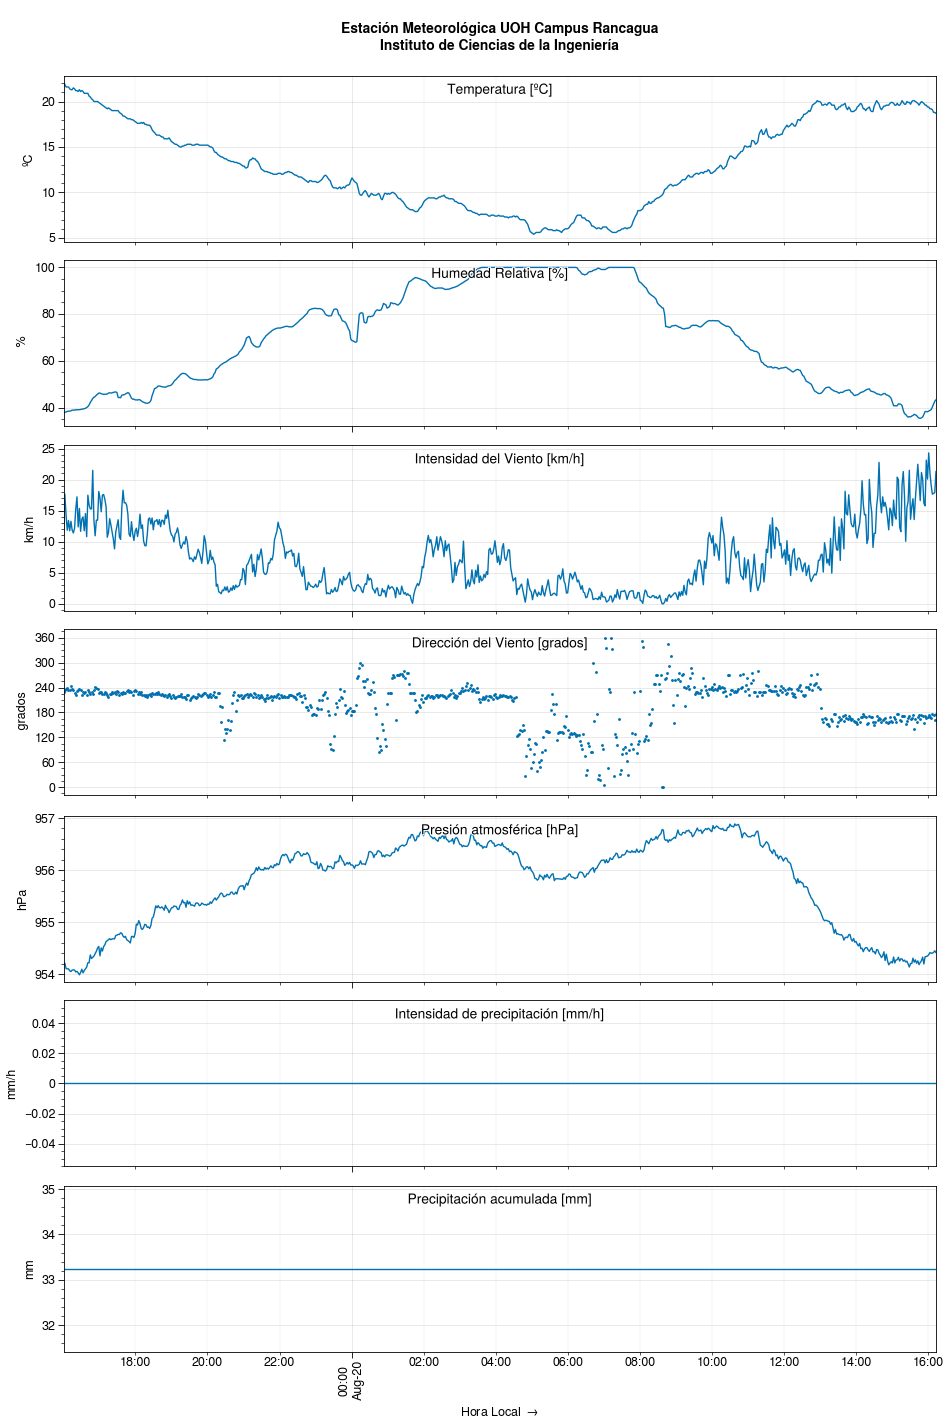 Estación Meteorológica UOH Campus Rancagua
Instituto de Ciencias de la Ingeniería
Temperatura [ºC]
ºC
20
15
10
5
Humedad Relativa [%]
%
100
80
60
40
Intensidad del Viento [km/h]
km/h
25
20
15
10
5
0
Dirección del Viento [grados]
grados
360
300
240
180
120
60
0
Presión atmosférica [hPa]
hPa
957
956
955
954
Intensidad de precipitación [mm/h]
mm/h
0.04
0.02
0
−0.02
−0.04
Precipitación acumulada [mm]
mm
35
34
33
32
18:00 20:00 22:00 00:00 02:00 04:00 06:00 08:00 10:00 12:00 14:00 16:00
Aug-20
Hora Local →